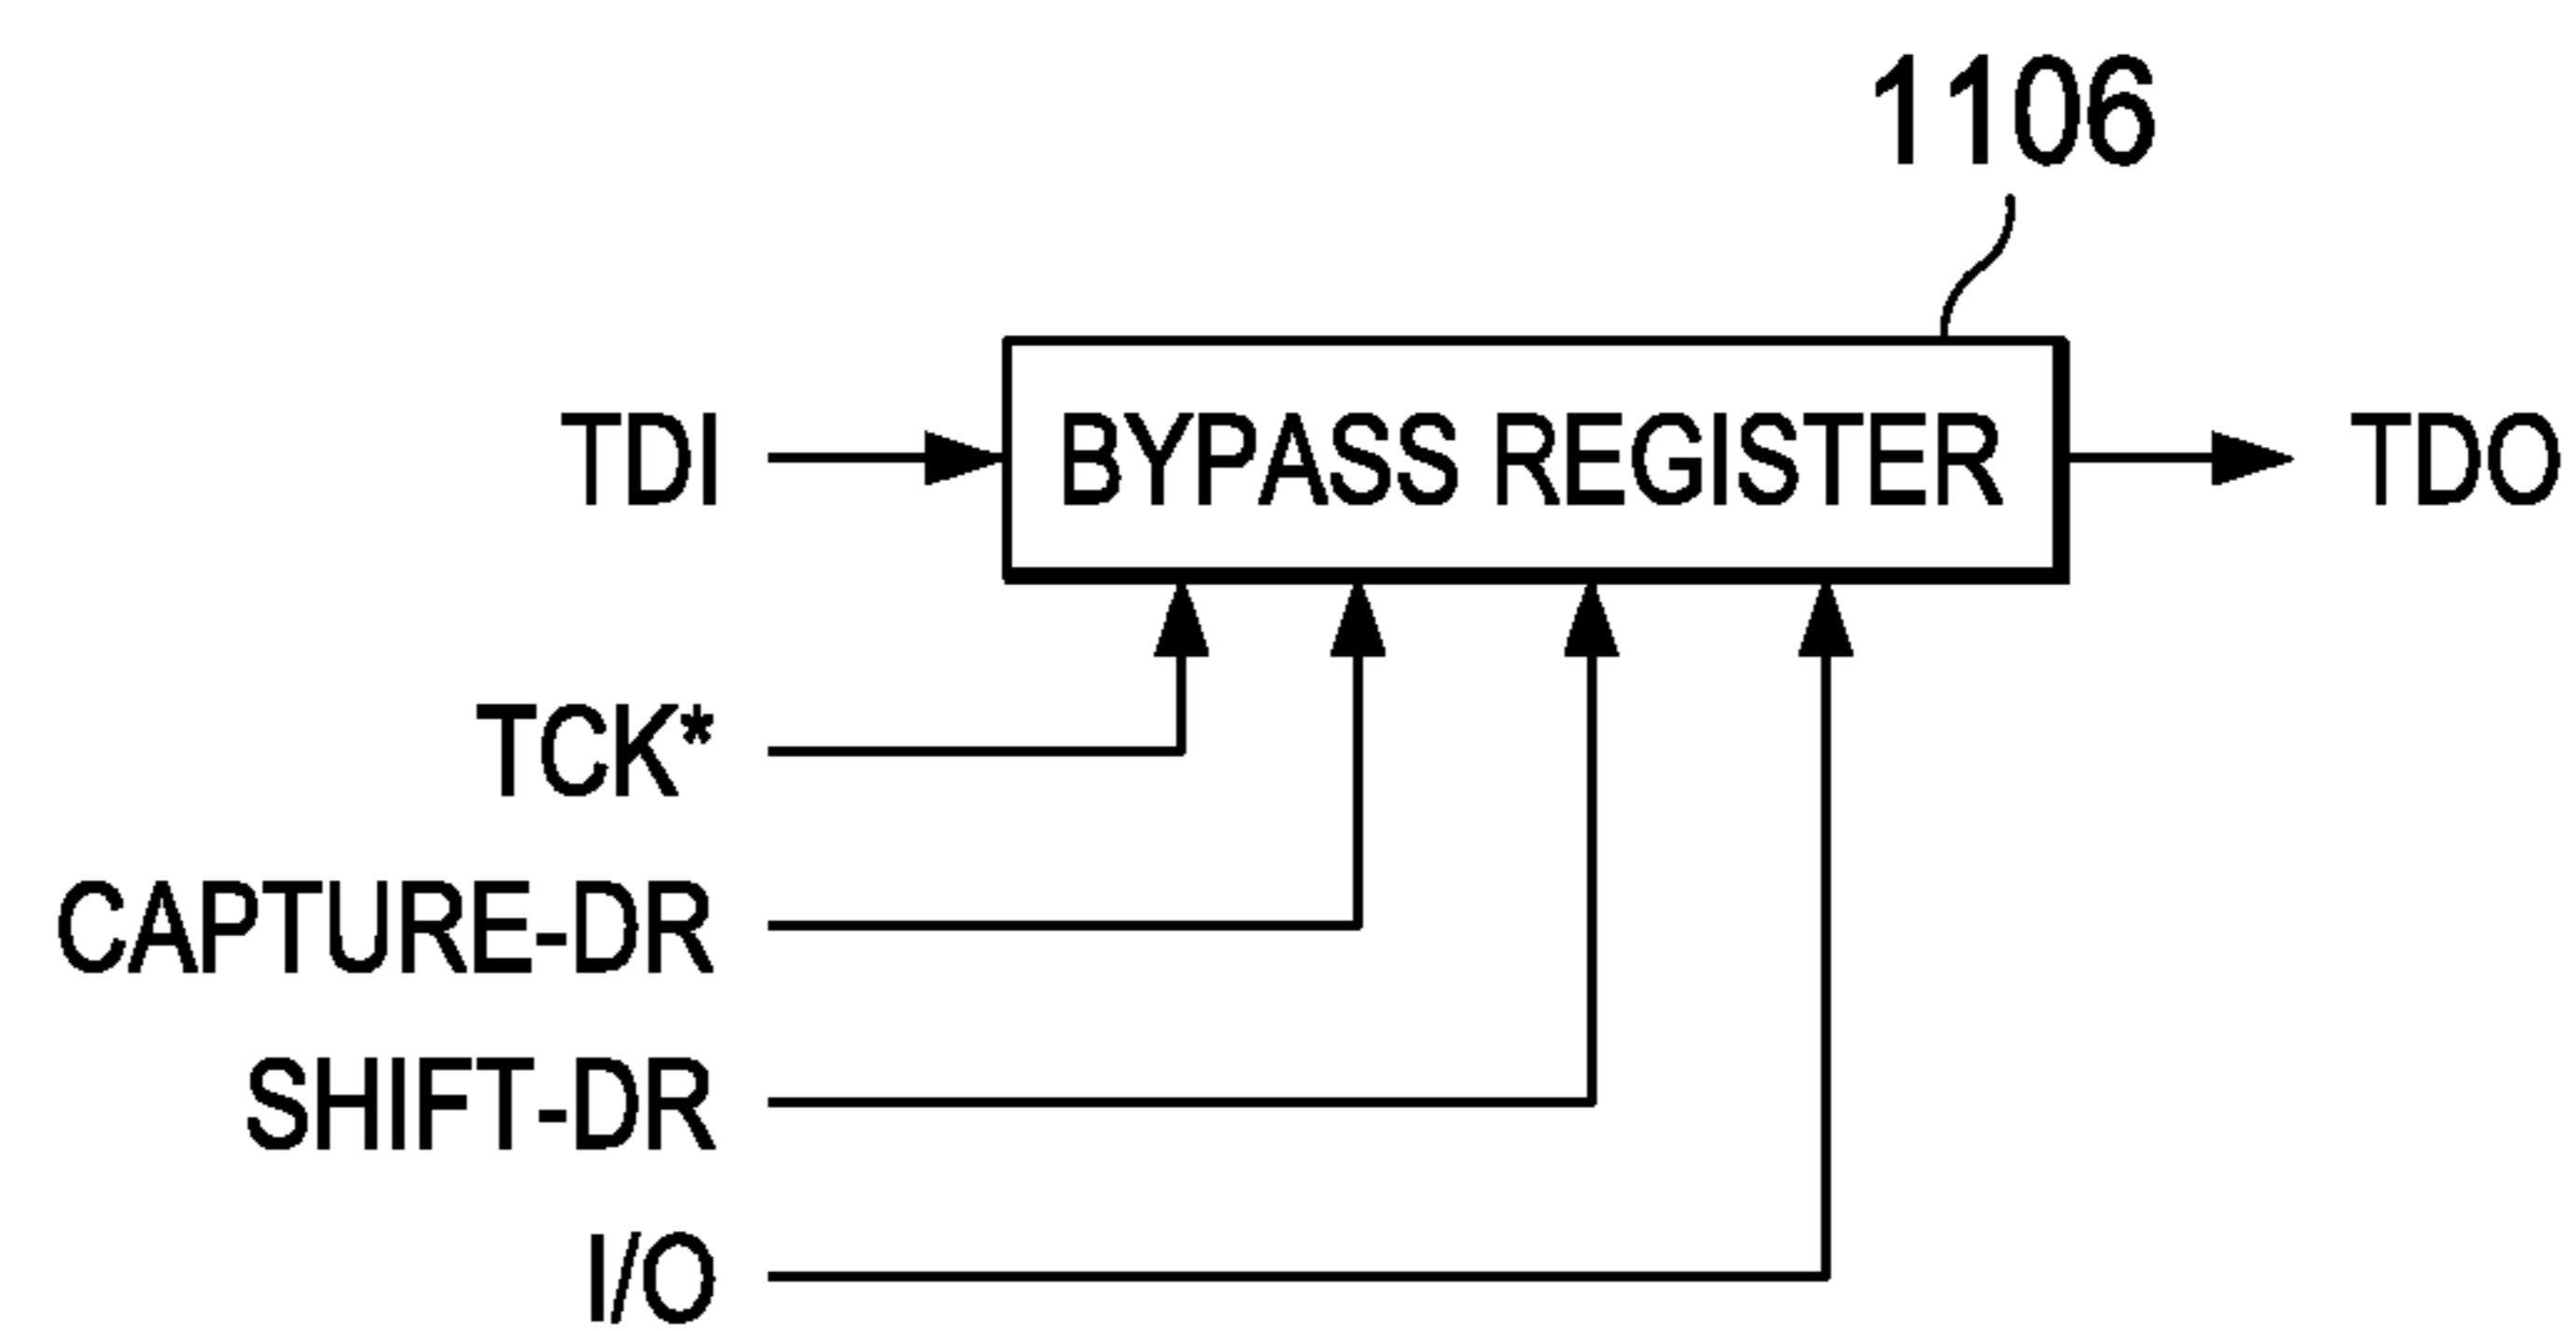 1106
TDI BYPASS REGISTER TDO
TCK*
CAPTURE-DR
SHIFT-DR
I/O